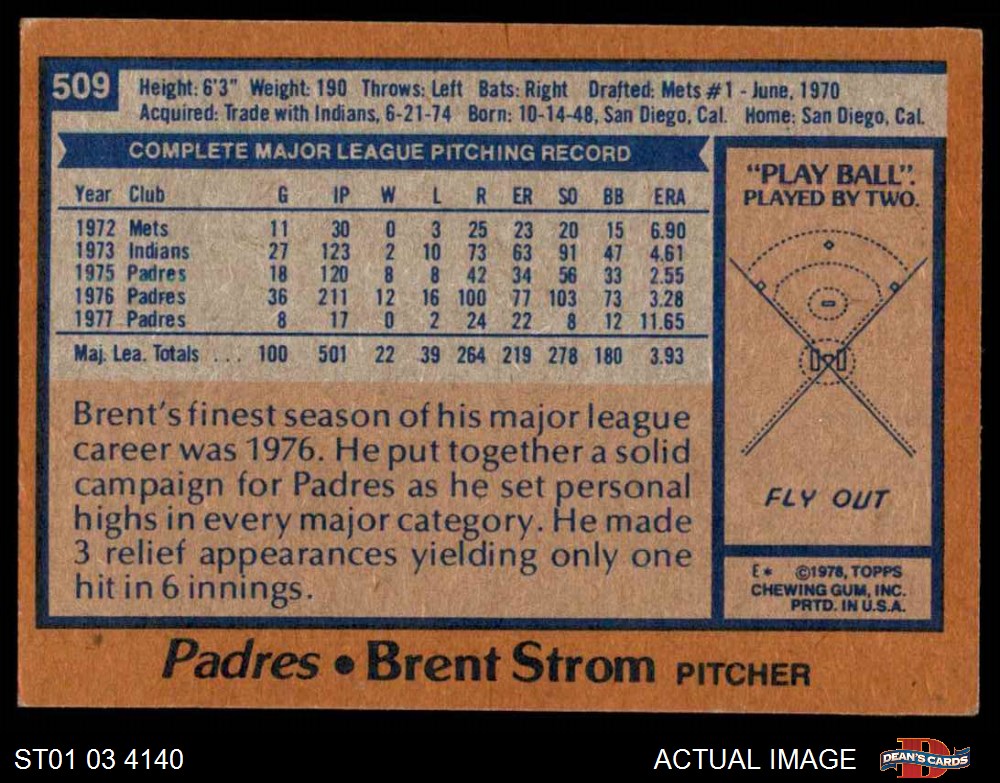 509
Height: 6'3" Weight: 190 Throws: Left Bats: Right Drafted: Mets #1 - June, 1970
Acquired: Trade with Indians, 6-21-74 Born: 10-14-48, San Diego, Cal. Home: San Diego, Cal.
COMPLETE MAJOR LEAGUE PITCHING RECORD
Year Club G IP W L R ER SO BB ERA
1972 Mets 11 30 0 3 25 23 20 15 6.90
1973 Indians 27 123 2 10 73 63 91 47 4.61
1975 Padres 18 120 8 8 42 34 56 33 2.55
1976 Padres 36 211 12 16 100 77 103 73 3.28
1977 Padres 8 17 0 2 24 22 8 12 11.65
Maj. Lea. Totals ... 100 501 22 39 264 219 278 180 3.93
Brent's finest season of his major league
career was 1976. He put together a solid
campaign for Padres as he set personal
highs in every major category. He made
3 relief appearances yielding only one
hit in 6 innings.
"PLAY BALL".
PLAYED BY TWO.
FLY OUT
E* ©1978, TOPPS
CHEWING GUM, INC.
PRTD. IN U.S.A.
Padres • Brent Strom PITCHER
ST01 03 4140
ACTUAL IMAGE
D
DEAN'S CARDS